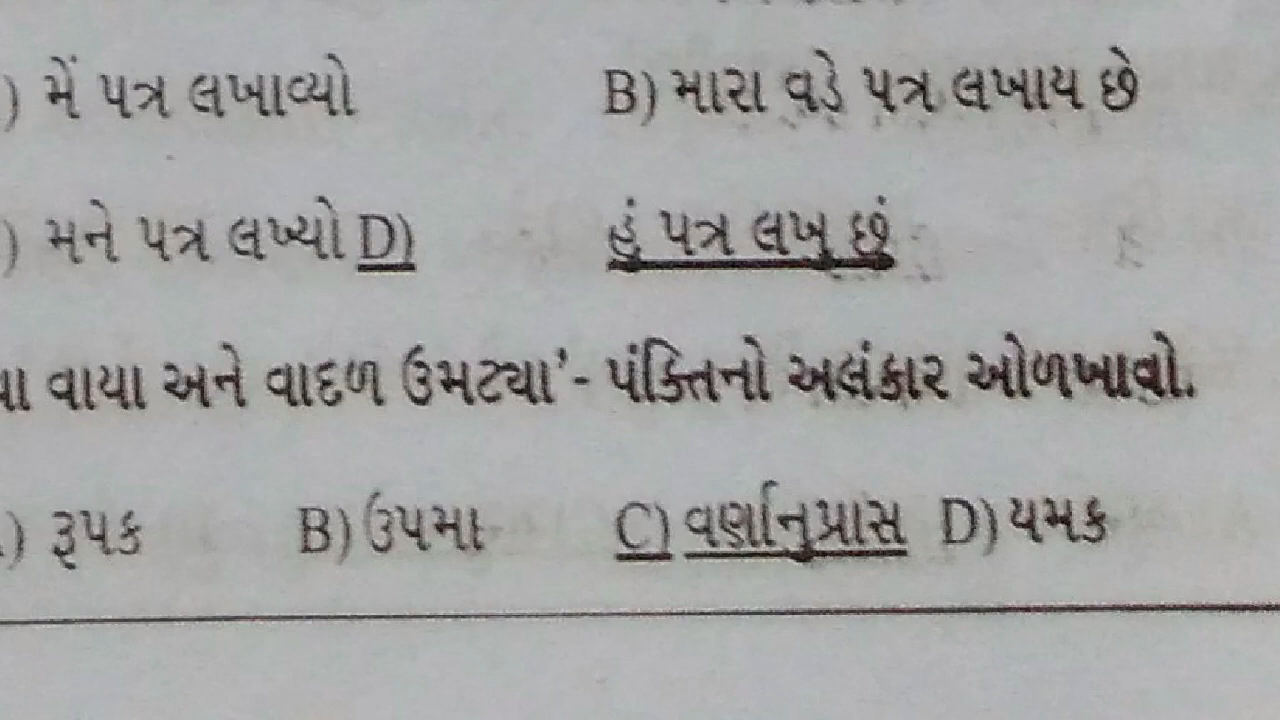 ) મેં પત્ર લખાવ્યો B) મારા વડે પત્ર લખાય છે
) મને પત્ર લખ્યો D) હું પત્ર લખુ છું
વાયા અને વાદળ ઉમટ્યા'- પંક્તિનો અલંકાર ઓળખાવો.
) રૂપક B) ઉપમા C) વર્ણાનુપ્રાસ D) યમક